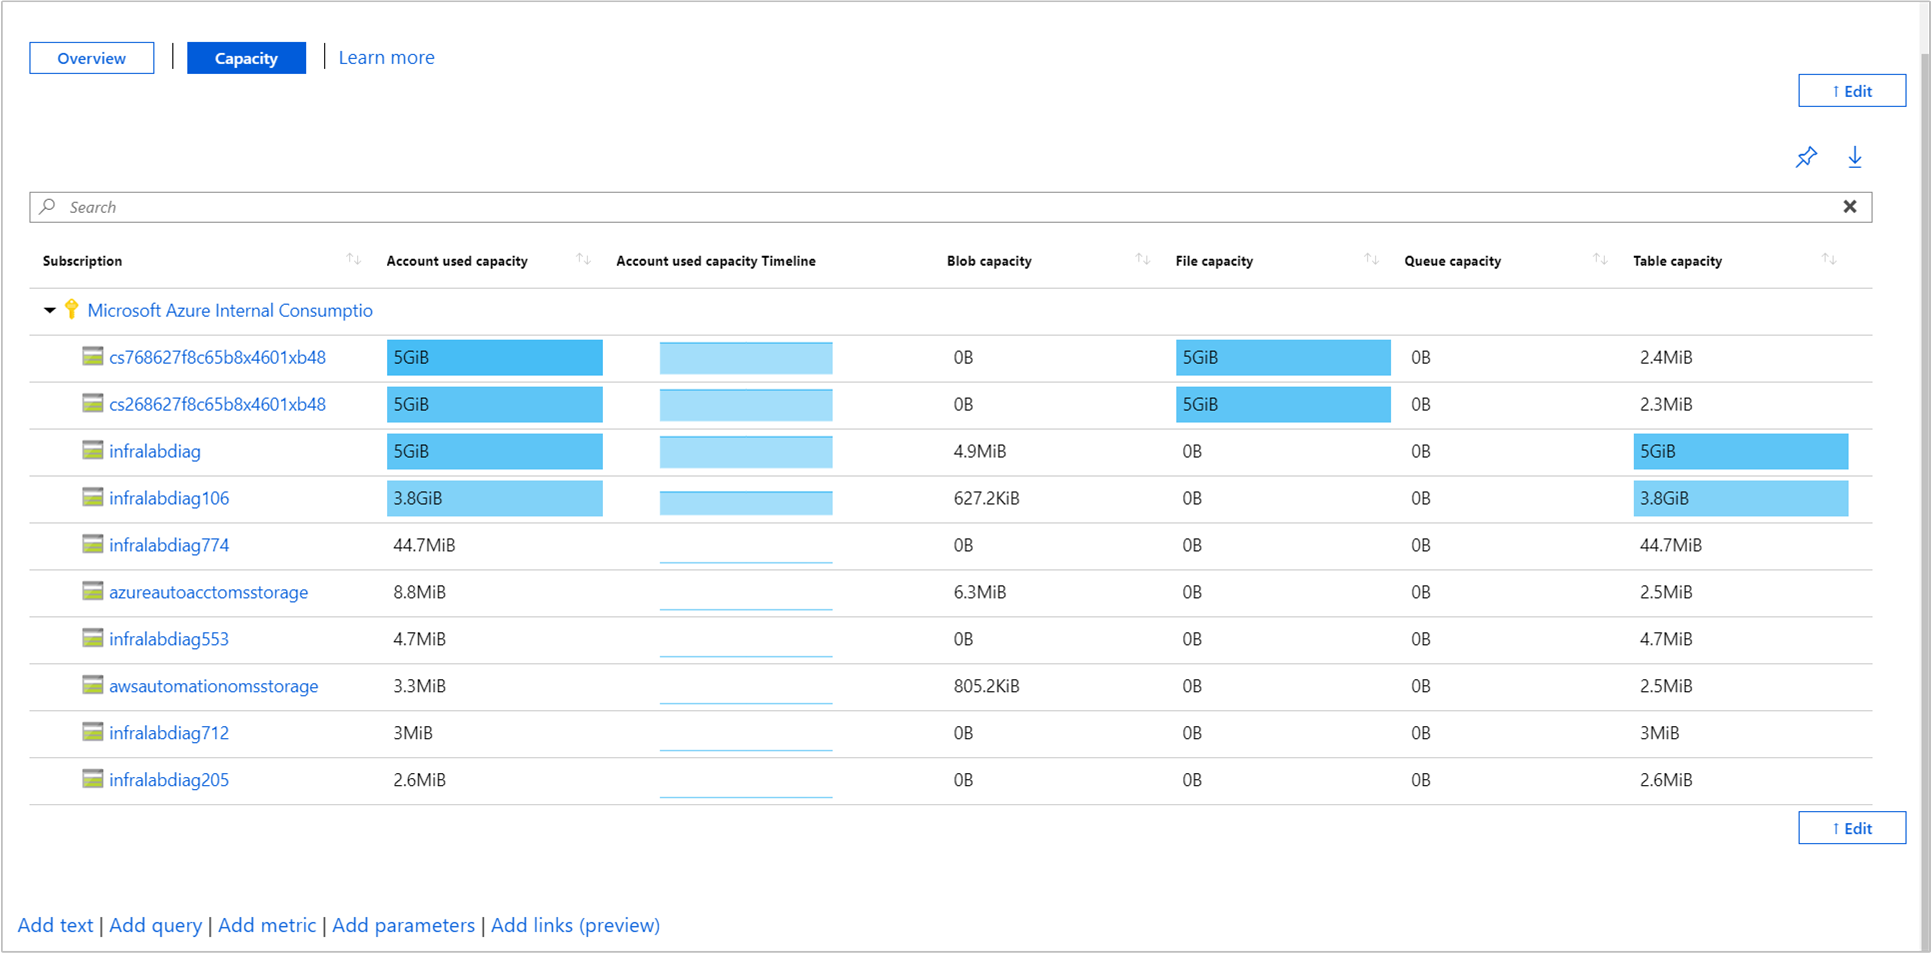 Overview | Capacity | Learn more
↑ Edit
Search
Subscription Account used capacity Account used capacity Timeline Blob capacity File capacity Queue capacity Table capacity
Microsoft Azure Internal Consumptio
cs768627f8c65b8x4601xb48 5GiB 0B 5GiB 0B 2.4MiB
cs268627f8c65b8x4601xb48 5GiB 0B 5GiB 0B 2.3MiB
infralabdiag 5GiB 4.9MiB 0B 0B 5GiB
infralabdiag106 3.8GiB 627.2KiB 0B 0B 3.8GiB
infralabdiag774 44.7MiB 0B 0B 0B 44.7MiB
azureautoacctomsstorage 8.8MiB 6.3MiB 0B 0B 2.5MiB
infralabdiag553 4.7MiB 0B 0B 0B 4.7MiB
awsautomationomsstorage 3.3MiB 805.2KiB 0B 0B 2.5MiB
infralabdiag712 3MiB 0B 0B 0B 3MiB
infralabdiag205 2.6MiB 0B 0B 0B 2.6MiB
↑ Edit
Add text | Add query | Add metric | Add parameters | Add links (preview)